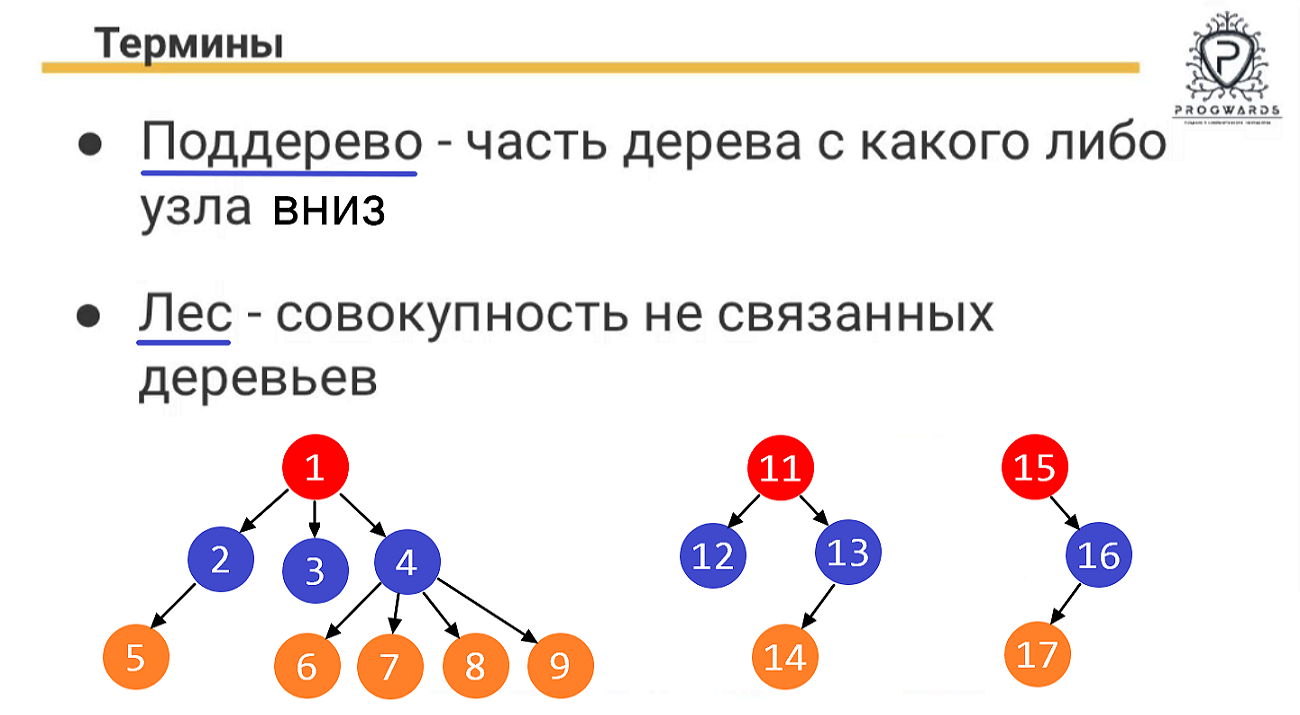 Термины
PROGWARDS
● Поддерево - часть дерева с какого либо
узла вниз
● Лес - совокупность не связанных
деревьев
1 11 15
2 3 4 12 13 16
5 6 7 8 9 14 17